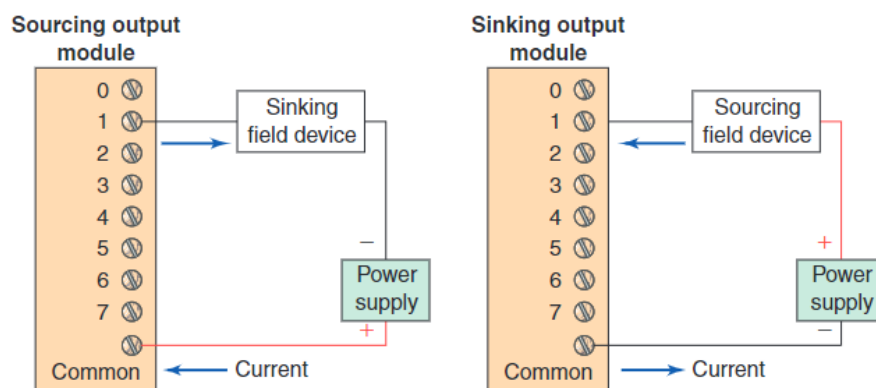 Sourcing output
module
0
1
2
3
4
5
6
7
Common
Sinking
field device
−
Power
supply
+
Current
Sinking output
module
0
1
2
3
4
5
6
7
Common
Sourcing
field device
+
Power
supply
−
Current